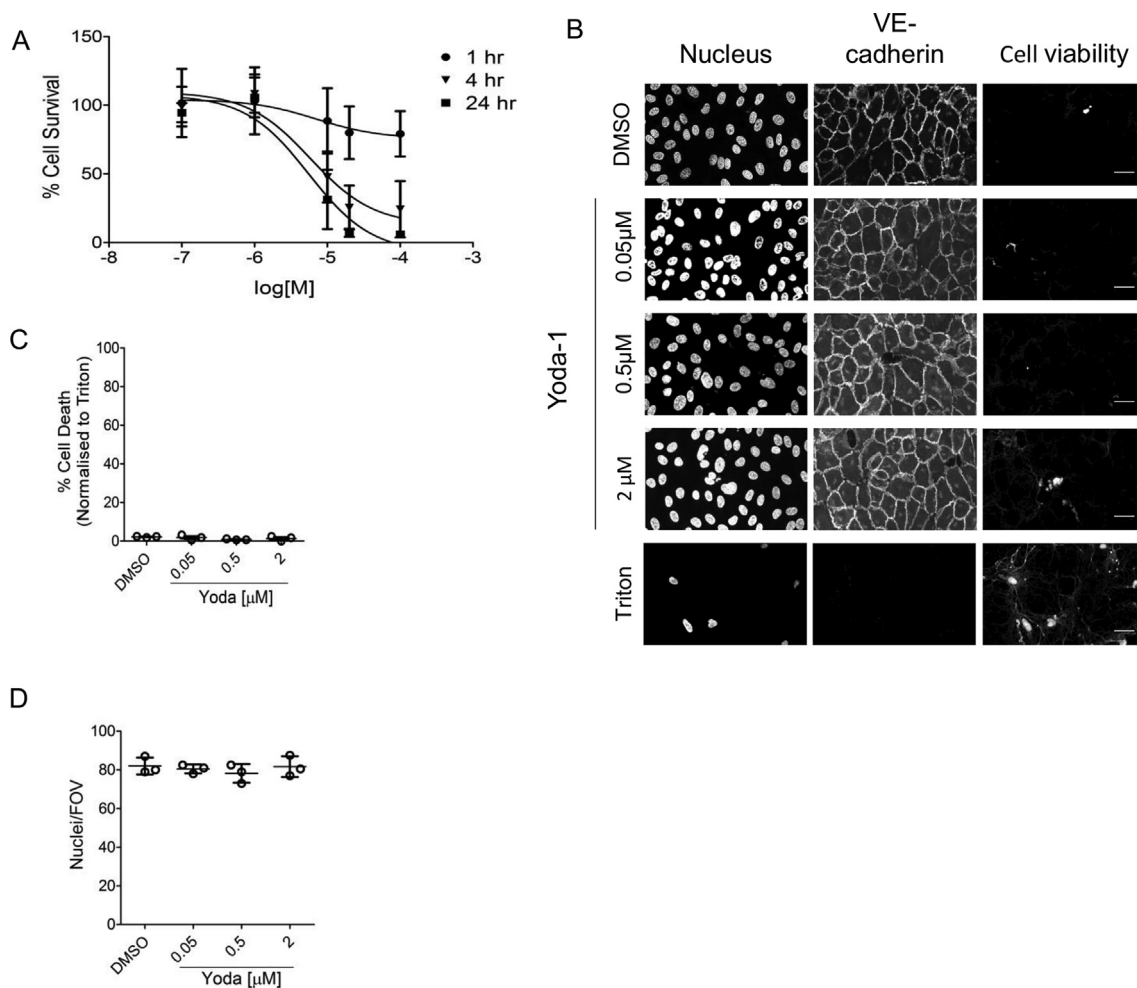 A
% Cell Survival
100
50
0
-8
-7
-6
-5
-4
-3
log[M]
1 hr
4 hr
24 hr
B
Nucleus
VE-
cadherin
Cell viability
DMSO
Yoda-1
0.05µM
0.5µM
2 µM
Triton
C
% Cell Death
(Normalised to Triton)
100
80
60
40
20
0
DMSO
0.05
0.5
2
Yoda [µM]
D
Nuclei/FOV
100
80
60
40
20
0
DMSO
0.05
0.5
2
Yoda [µM]